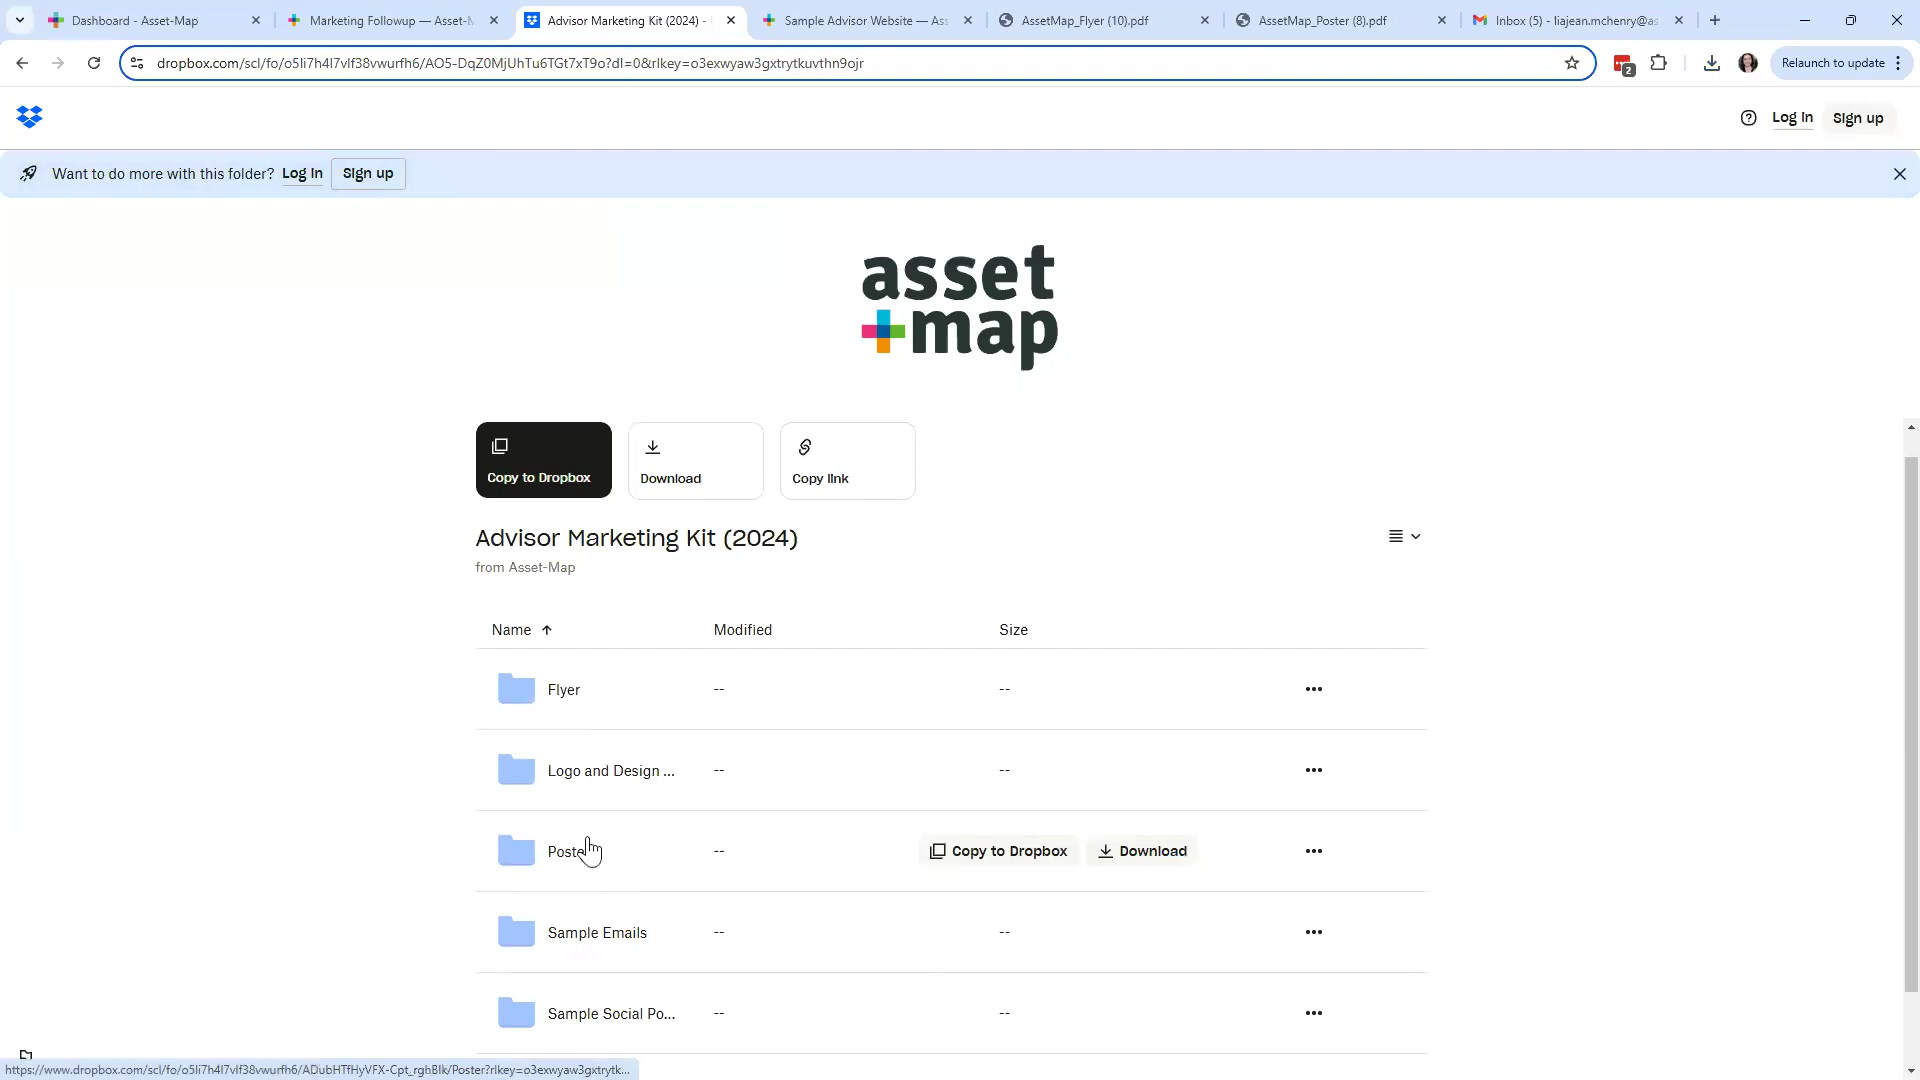 Dashboard - Asset-Map
Marketing Followup — Asset-M
Advisor Marketing Kit (2024) -
Sample Advisor Website — Ass
AssetMap_Flyer (10).pdf
AssetMap_Poster (8).pdf
Inbox (5) - liajean.mchenry@as
dropbox.com/scl/fo/o5li7h4l7vlf38vwurfh6/AO5-DqZ0MjUhTu6TGt7xT9o?dl=0&rlkey=o3exwyaw3gxtrytkuvthn9ojr
2
Relaunch to update
Log in
Sign up
Want to do more with this folder? Log in Sign up
asset
map
Copy to Dropbox
Download
Copy link
Advisor Marketing Kit (2024)
from Asset-Map
Name Modified Size
Flyer -- --
Logo and Design ... -- --
Poste -- Copy to Dropbox Download
Sample Emails -- --
Sample Social Po... -- --
https://www.dropbox.com/scl/fo/o5li7h4l7vlf38vwurfh6/ADubHTfHyVFX-Cpt_rghBlk/Poster?rlkey=o3exwyaw3gxtrytk...